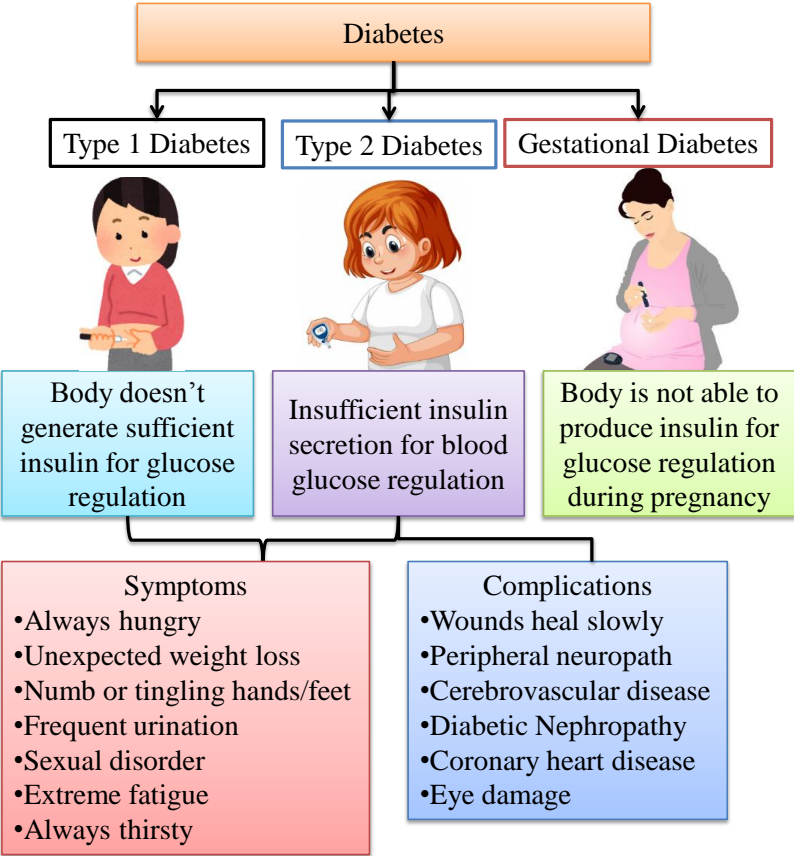 Diabetes
Type 1 Diabetes
Type 2 Diabetes
Gestational Diabetes
Body doesn’t
generate sufficient
insulin for glucose
regulation
Insufficient insulin
secretion for blood
glucose regulation
Body is not able to
produce insulin for
glucose regulation
during pregnancy
Symptoms
•Always hungry
•Unexpected weight loss
•Numb or tingling hands/feet
•Frequent urination
•Sexual disorder
•Extreme fatigue
•Always thirsty
Complications
•Wounds heal slowly
•Peripheral neuropath
•Cerebrovascular disease
•Diabetic Nephropathy
•Coronary heart disease
•Eye damage